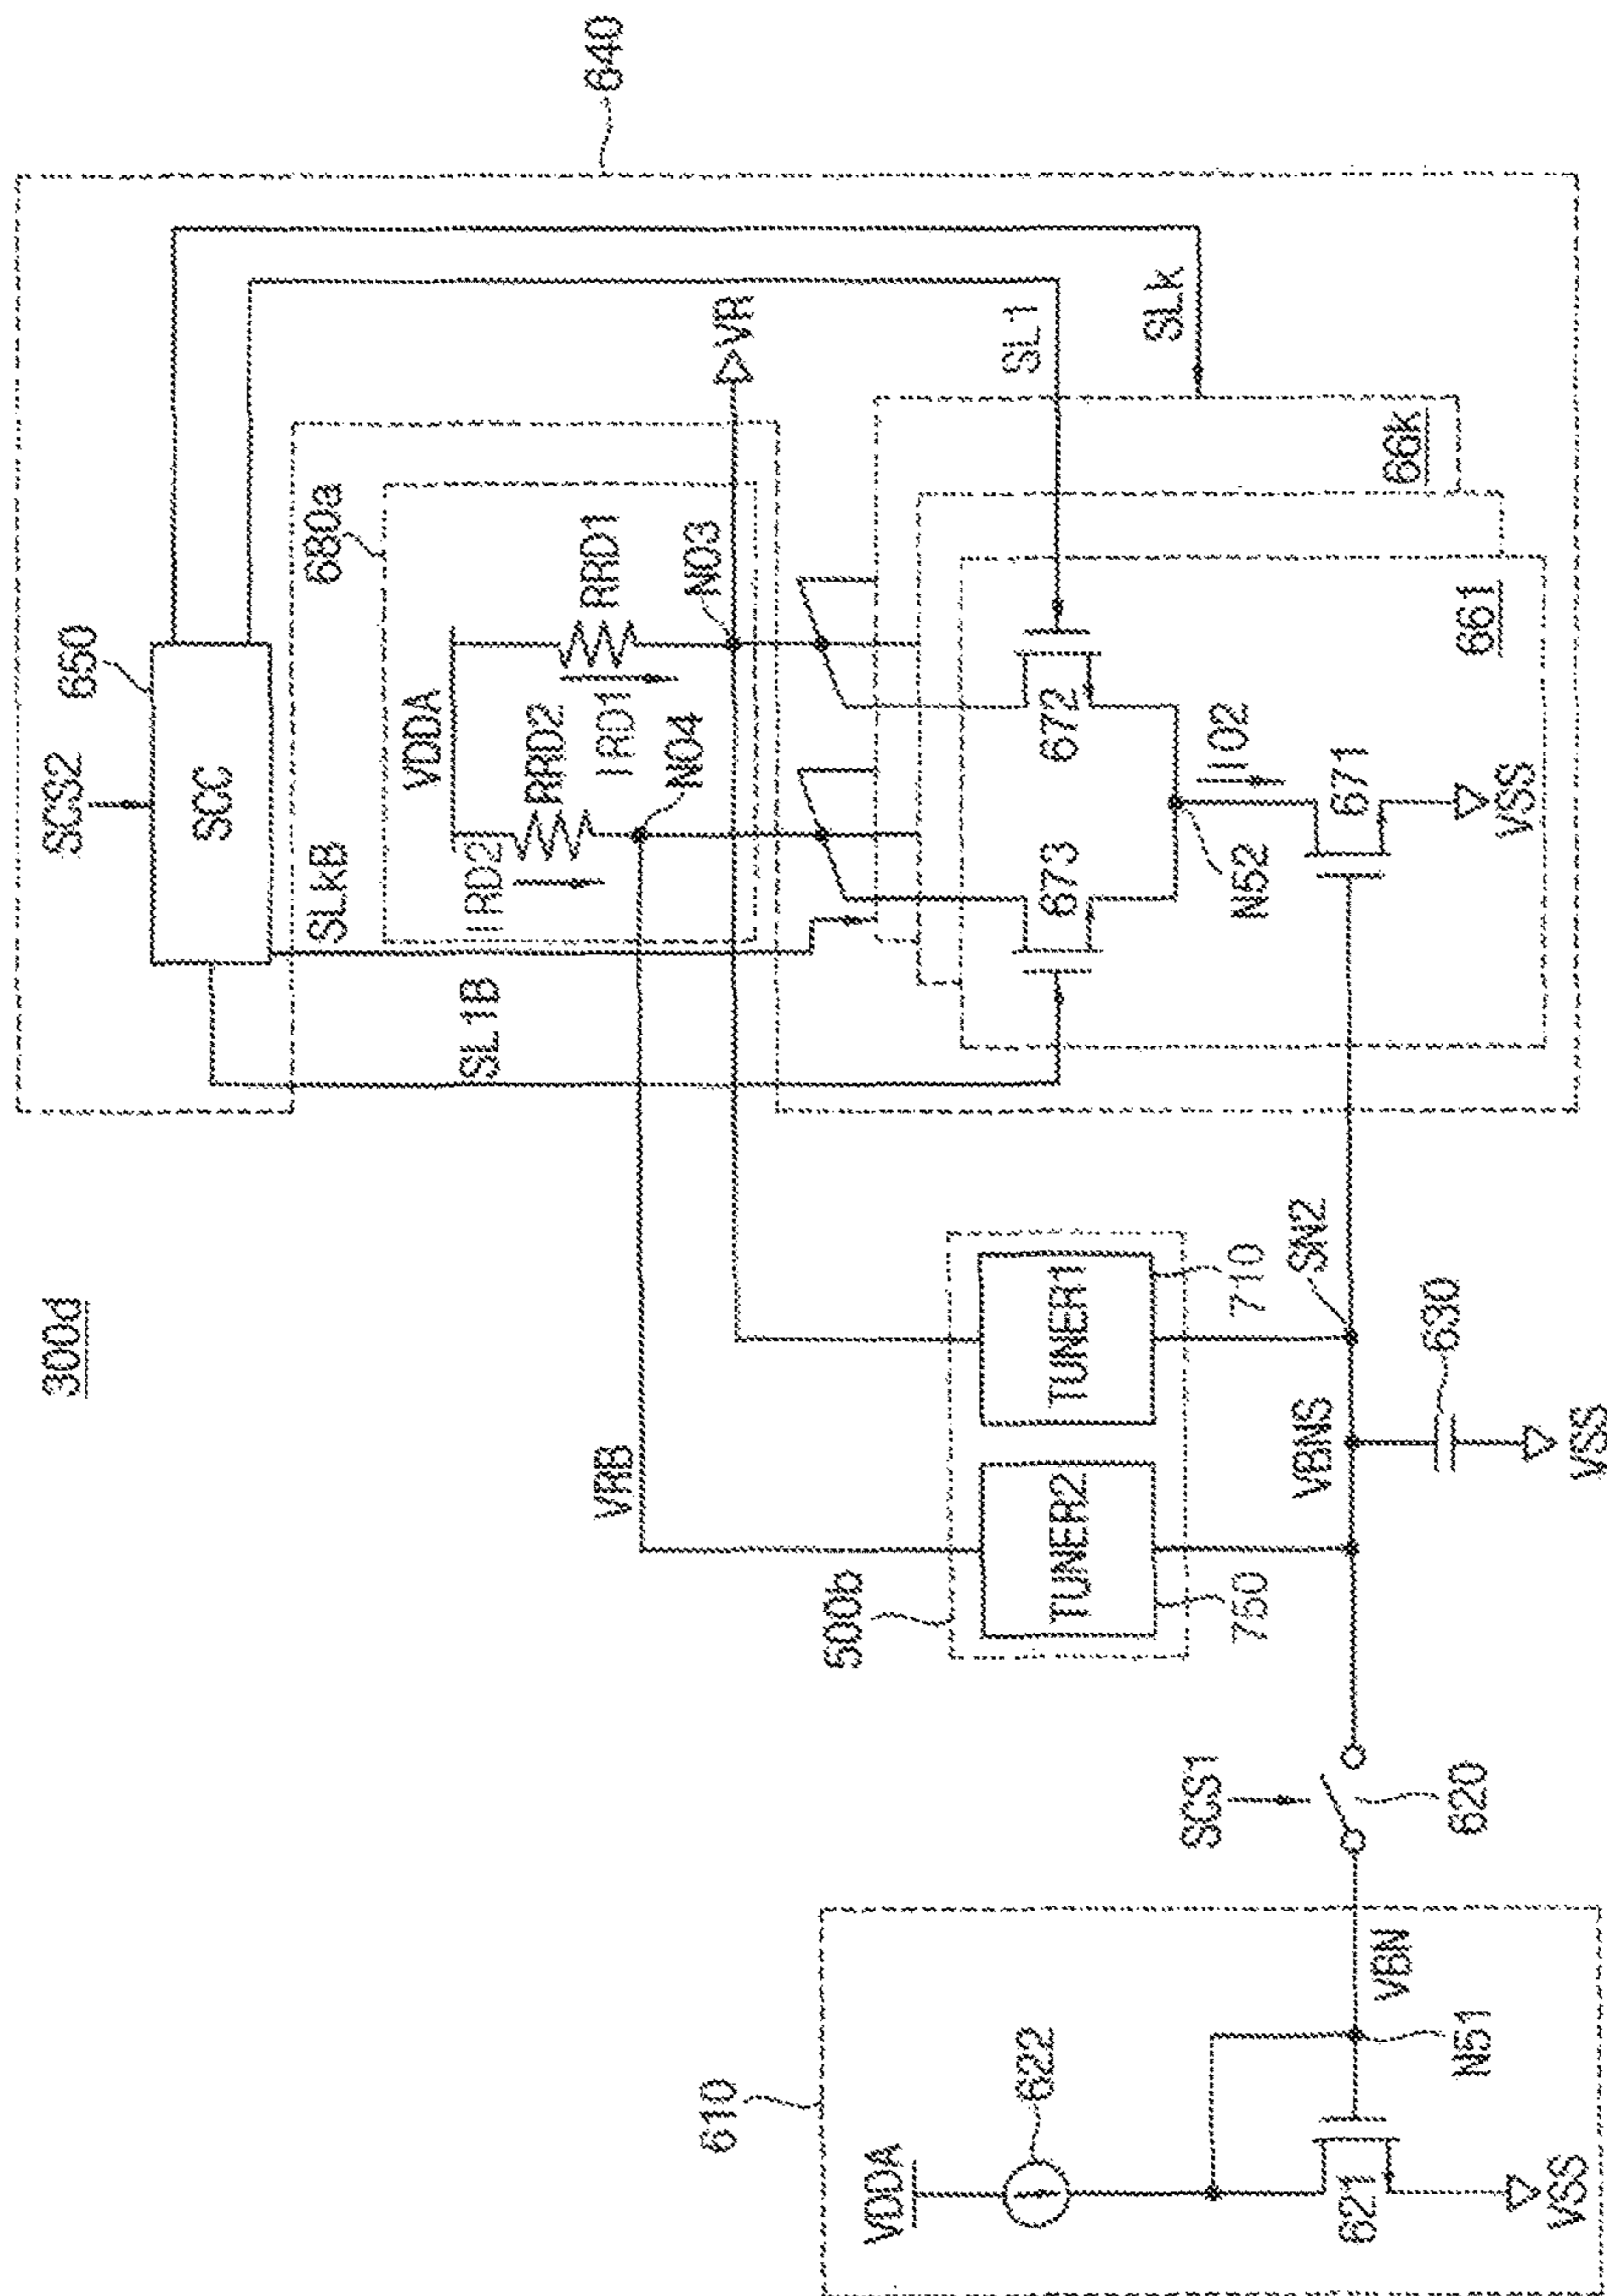 300d
610
VDDA
622
621
VSS
N51
VBN
SCS1
620
500b
TUNER2
750
TUNER1
710
VBNS
SN2
630
VSS
VRB
640
SCS2
650
SCC
SLKB
SL1B
680a
VDDA
RRD2
IRD2
RRD1
IRD1
NO4
NO3
VR
SL1
SLK
66K
661
673
672
N52
IO2
671
VSS